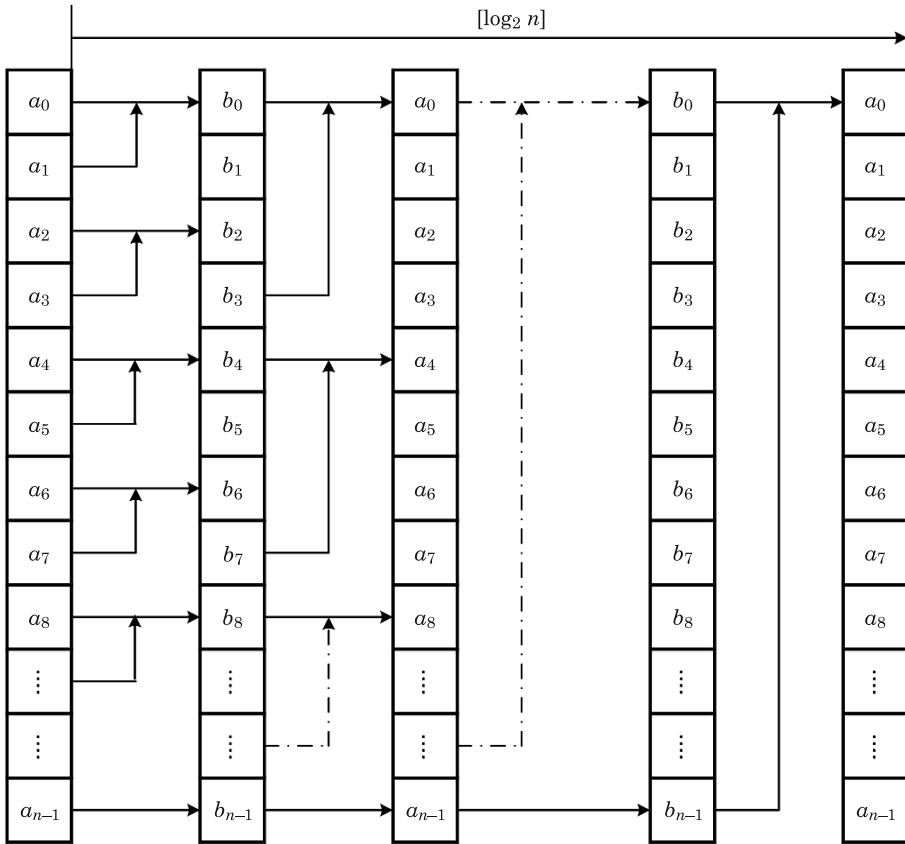 [log₂ n]
a₀ b₀ a₀ b₀ a₀
a₁ b₁ a₁ b₁ a₁
a₂ b₂ a₂ b₂ a₂
a₃ b₃ a₃ b₃ a₃
a₄ b₄ a₄ b₄ a₄
a₅ b₅ a₅ b₅ a₅
a₆ b₆ a₆ b₆ a₆
a₇ b₇ a₇ b₇ a₇
a₈ b₈ a₈ b₈ a₈
⋮ ⋮ ⋮ ⋮ ⋮
⋮ ⋮ ⋮ ⋮ ⋮
aₙ₋₁ bₙ₋₁ aₙ₋₁ bₙ₋₁ aₙ₋₁